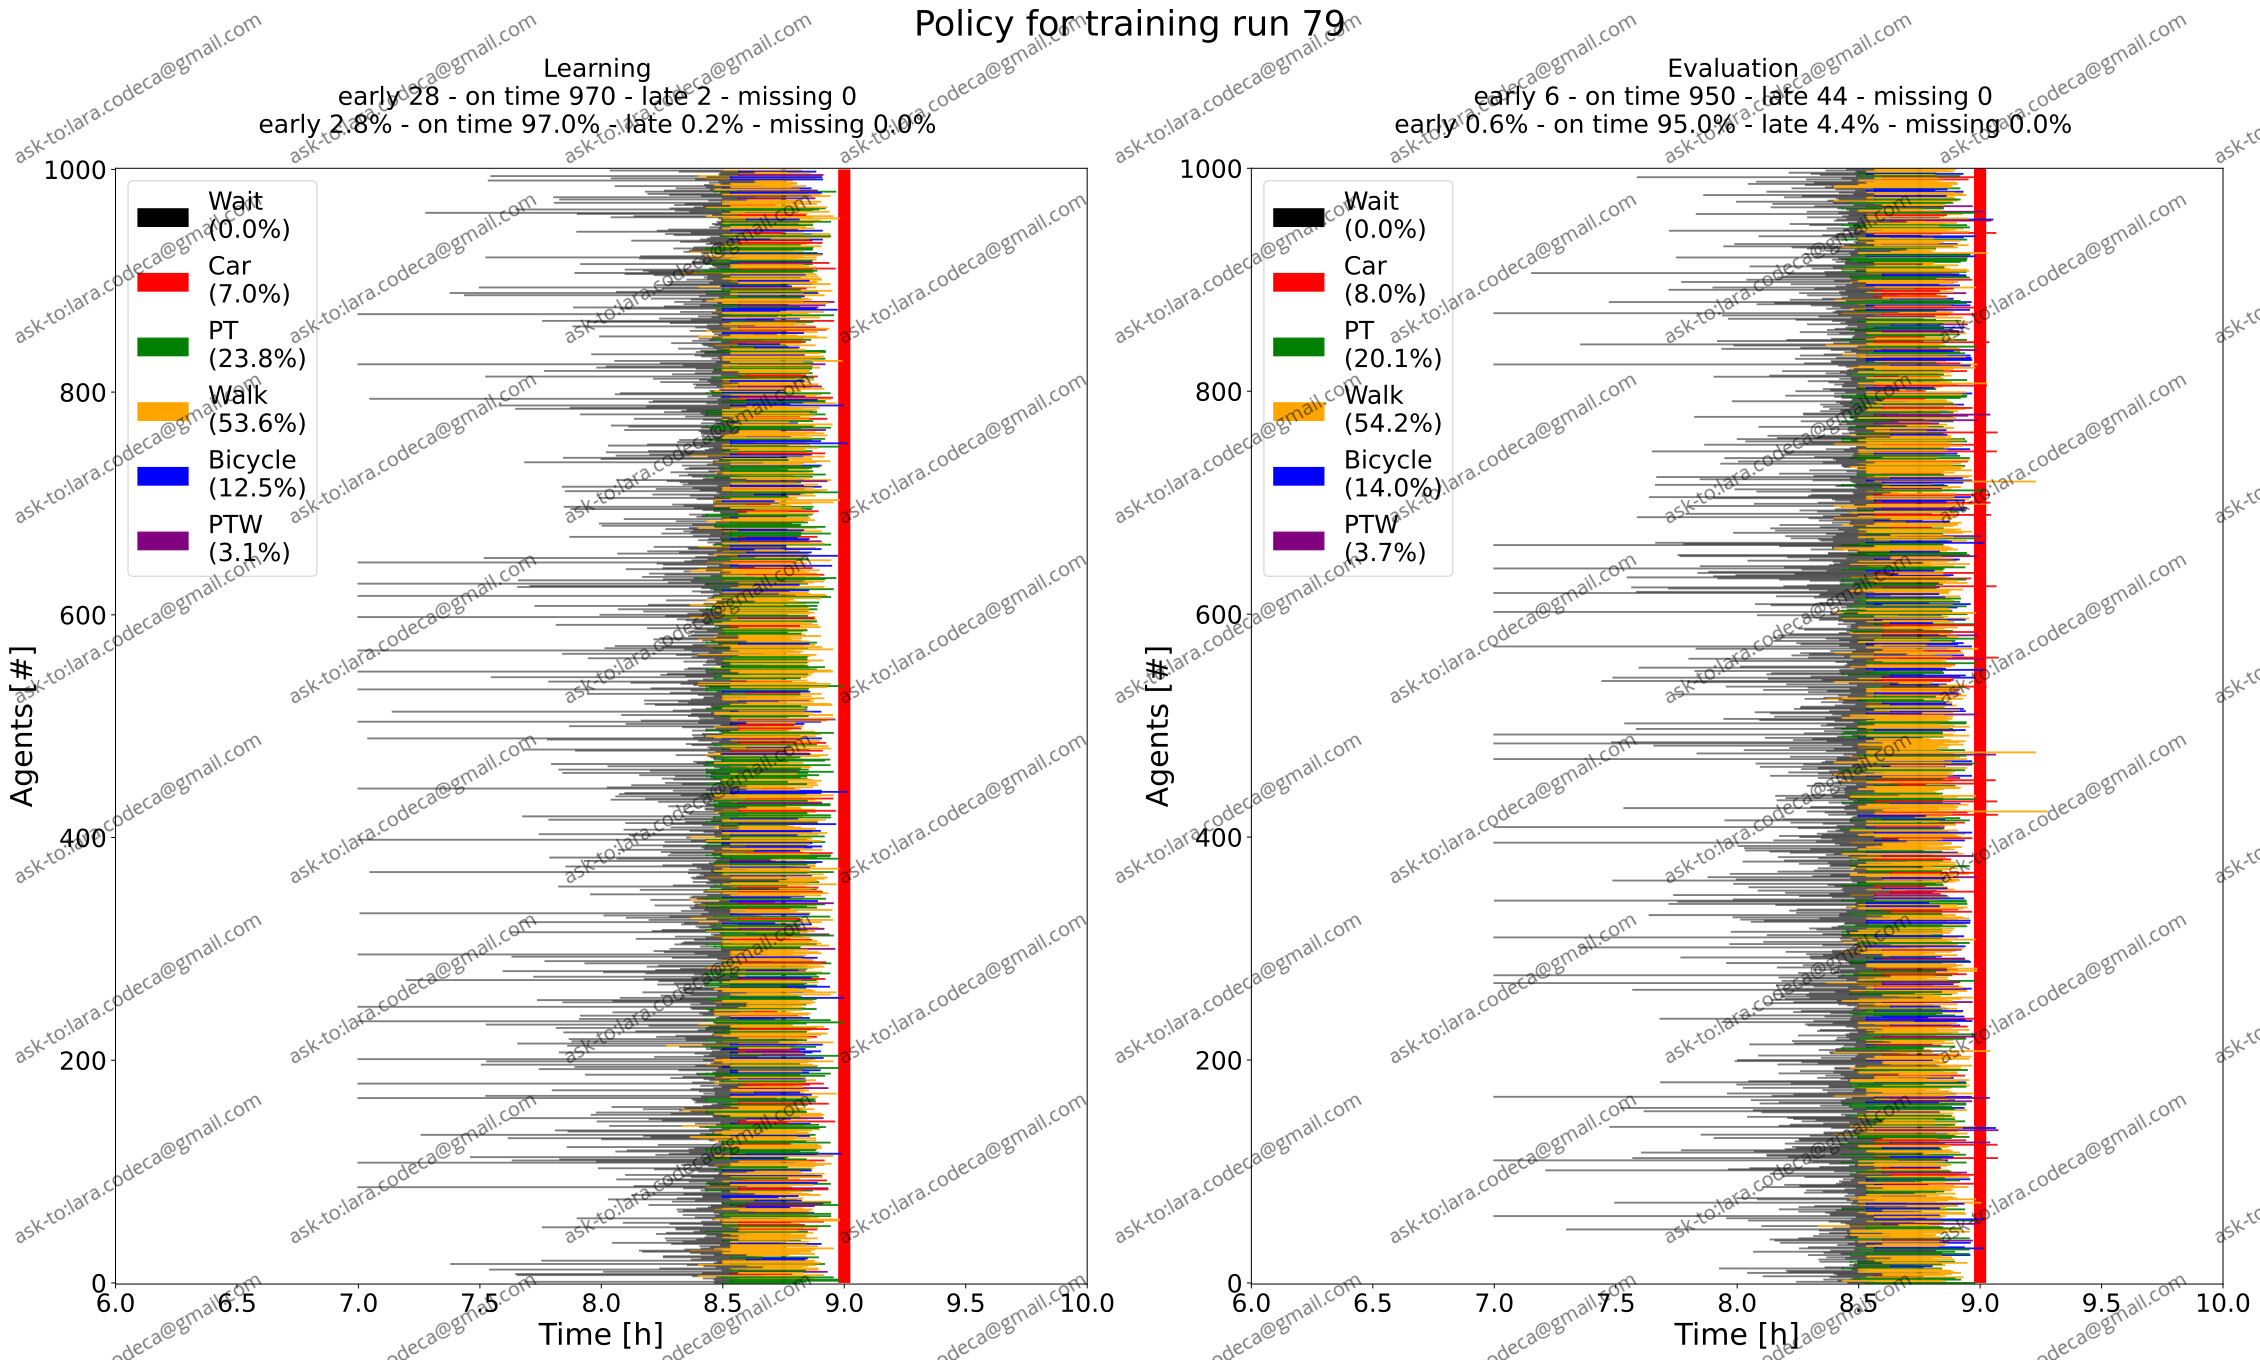 Policy for training run 79
Learning
early 28 - on time 970 - late 2 - missing 0
early 2.8% - on time 97.0% - late 0.2% - missing 0.0%
1000
800
600
400
200
0
Agents [#]
Wait
(0.0%)
Car
(7.0%)
PT
(23.8%)
Walk
(53.6%)
Bicycle
(12.5%)
PTW
(3.1%)
6.0 6.5 7.0 7.5 8.0 8.5 9.0 9.5 10.0
Time [h]
Evaluation
early 6 - on time 950 - late 44 - missing 0
early 0.6% - on time 95.0% - late 4.4% - missing 0.0%
1000
800
600
400
200
0
Agents [#]
Wait
(0.0%)
Car
(8.0%)
PT
(20.1%)
Walk
(54.2%)
Bicycle
(14.0%)
PTW
(3.7%)
6.0 6.5 7.0 7.5 8.0 8.5 9.0 9.5 10.0
Time [h]
ask-to:lara.codeca@gmail.com